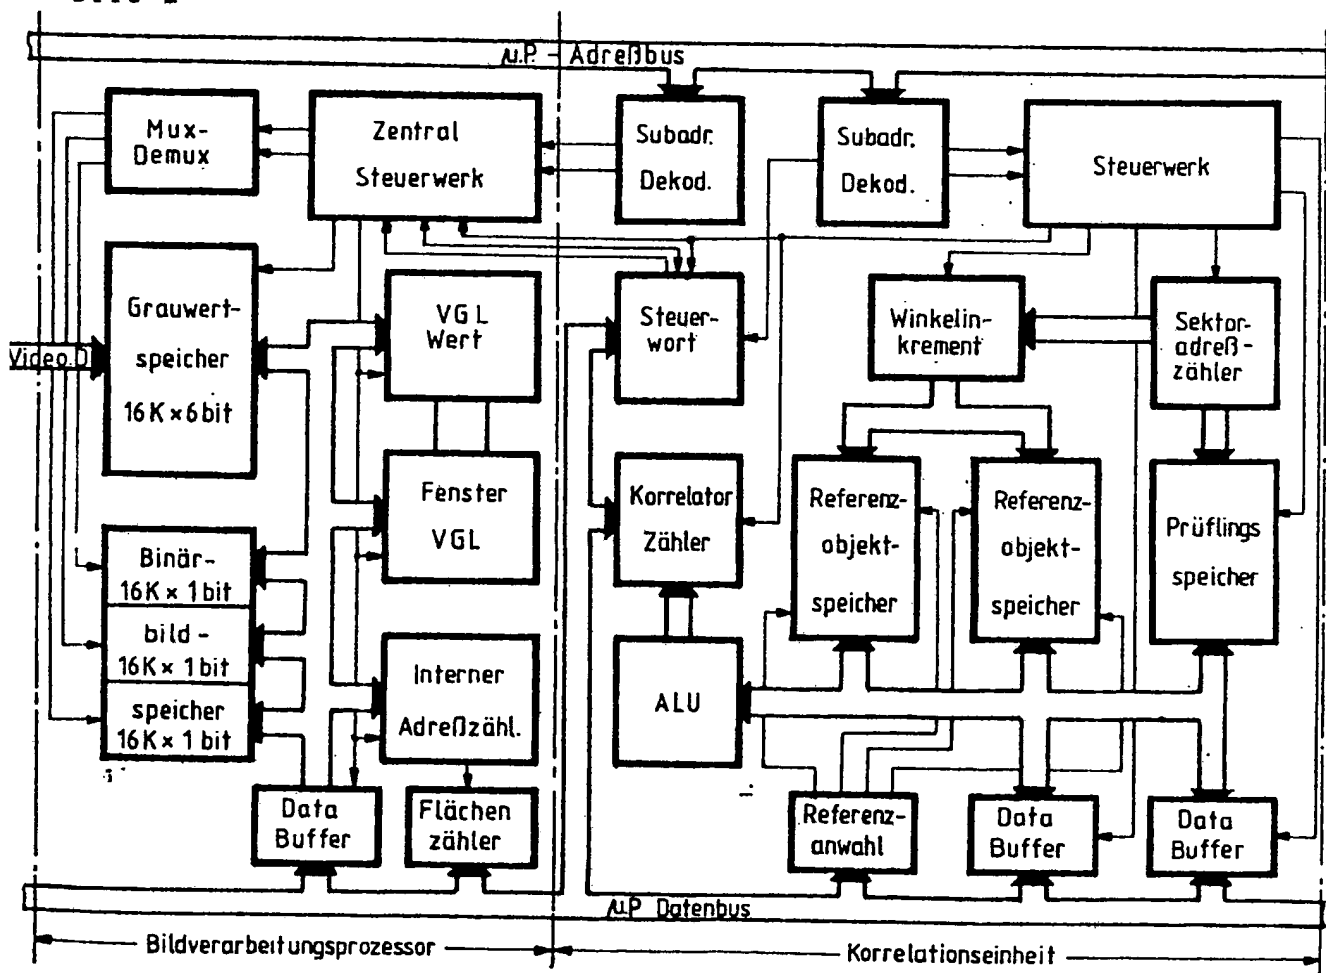 µ.P. - Adreßbus
Mux-
Demux
Zentral
Steuerwerk
Subadr.
Dekod.
Subadr.
Dekod.
Steuerwerk
Grauwert-
speicher
16K × 6 bit
Video.D
VGL
Wert
Steuer-
wort
Winkelin-
krement
Sektor-
adreß-
zähler
Fenster
VGL
Korrelator
Zähler
Referenz-
objekt-
speicher
Referenz-
objekt-
speicher
Prüflings
speicher
Binär-
16K × 1 bit
bild -
16K × 1 bit
speicher
16K × 1 bit
Interner
Adreßzähl.
ALU
Data
Buffer
Flächen
zähler
Referenz-
anwahl
Data
Buffer
Data
Buffer
µP Datenbus
Bildverarbeitungsprozessor
Korrelationseinheit